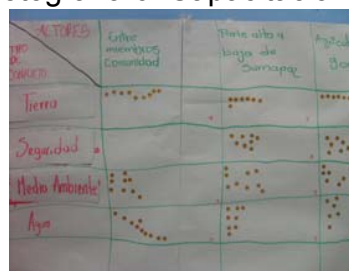 ACTORES
TIPO
DE
CONFLICTO
Entre
miembros
Comunidad
Parte alta y
baja de
Sumapaz
Tierra
Seguridad
Medio Ambiente
Agua